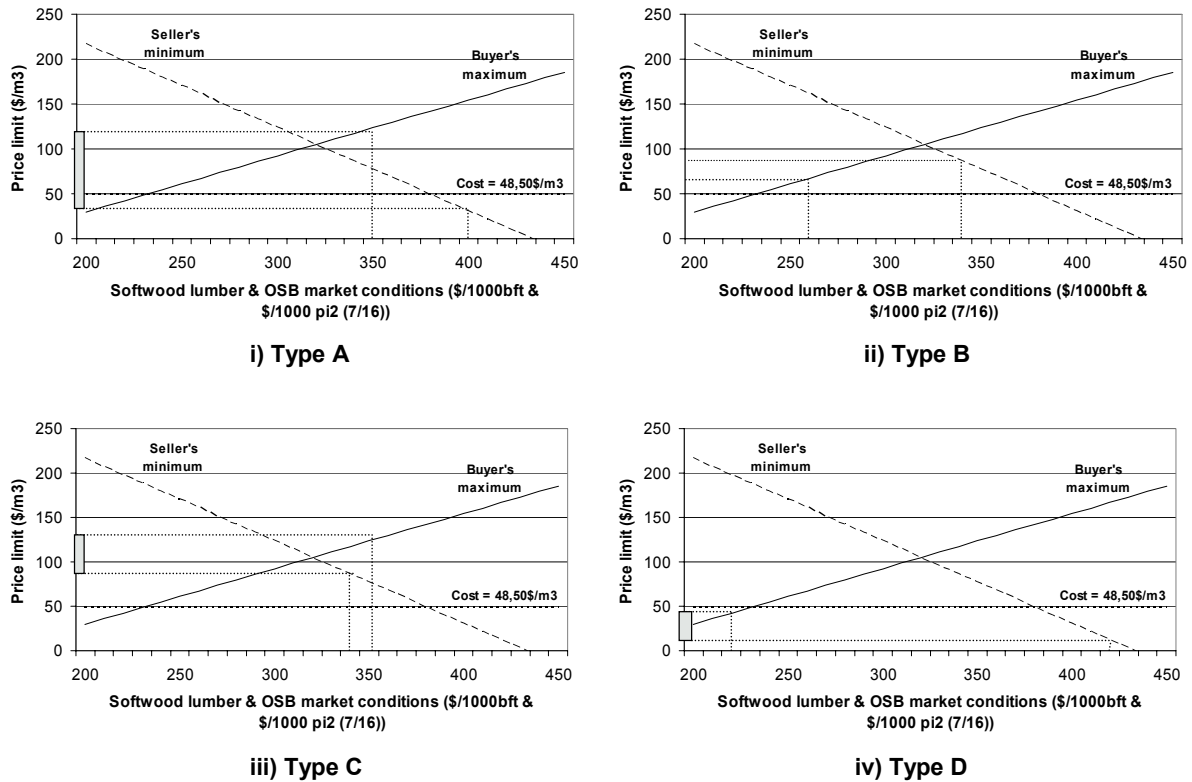 250
200
150
100
50
0
Price limit ($/m3)
Seller's
minimum
Buyer's
maximum
Cost = 48,50$/m3
200 250 300 350 400 450
Softwood lumber & OSB market conditions ($/1000bft &
$/1000 pi2 (7/16))
i) Type A
250
200
150
100
50
0
Price limit ($/m3)
Seller's
minimum
Buyer's
maximum
Cost = 48,50$/m3
200 250 300 350 400 450
Softwood lumber & OSB market conditions ($/1000bft &
$/1000 pi2 (7/16))
ii) Type B
250
200
150
100
50
0
Price limit ($/m3)
Seller's
minimum
Buyer's
maximum
Cost = 48,50$/m3
200 250 300 350 400 450
Softwood lumber & OSB market conditions ($/1000bft &
$/1000 pi2 (7/16))
iii) Type C
250
200
150
100
50
0
Price limit ($/m3)
Seller's
minimum
Buyer's
maximum
Cost = 48,50$/m3
200 250 300 350 400 450
Softwood lumber & OSB market conditions ($/1000bft &
$/1000 pi2 (7/16))
iv) Type D